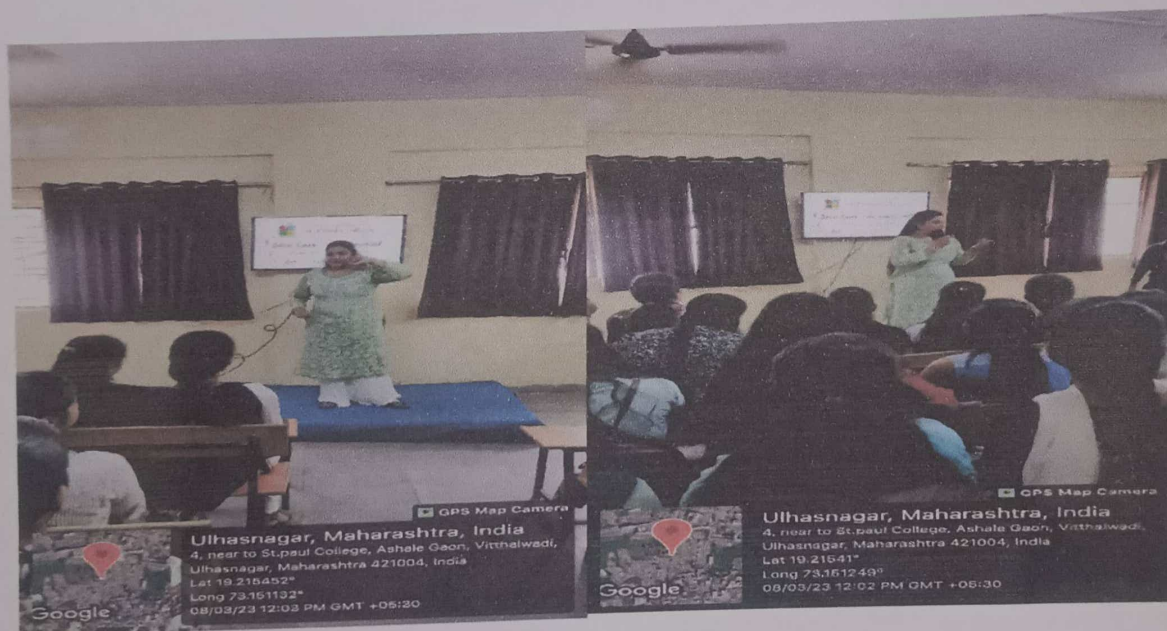 GPS Map Camera
Ulhasnagar, Maharashtra, India
4, near to St.paul College, Ashale Gaon, Vitthalwadi,
Ulhasnagar, Maharashtra 421004, India
Lat 19.215452°
Long 73.151132°
08/03/23 12:03 PM GMT +05:30
Google
GPS Map Camera
Ulhasnagar, Maharashtra, India
4, near to St.paul College, Ashale Gaon, Vitthalwadi,
Ulhasnagar, Maharashtra 421004, India
Lat 19.21541°
Long 73.151249°
08/03/23 12:02 PM GMT +05:30
Google